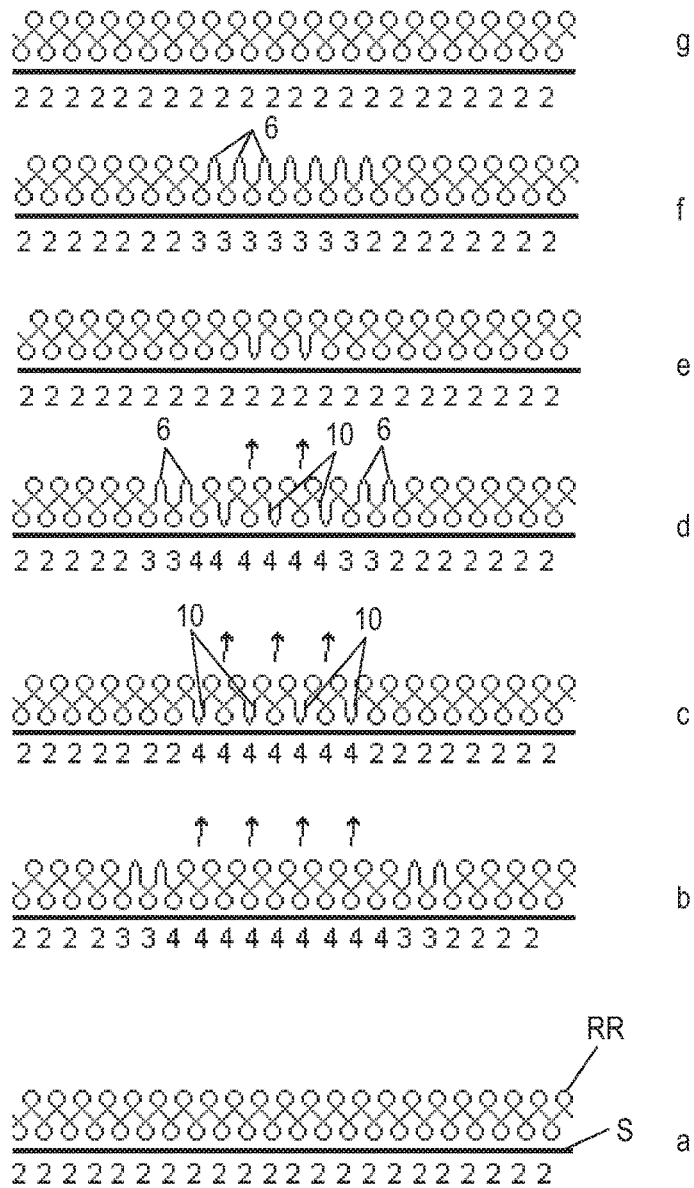 g
2 2 2 2 2 2 2 2 2 2 2 2 2 2 2 2 2 2 2 2 2 2
6
f
2 2 2 2 2 2 2 3 3 3 3 3 3 3 2 2 2 2 2 2 2 2
e
2 2 2 2 2 2 2 2 2 2 2 2 2 2 2 2 2 2 2 2 2 2
6 10 6
d
2 2 2 2 2 3 3 4 4 4 4 4 4 3 3 2 2 2 2 2 2 2
10 10
c
2 2 2 2 2 2 2 4 4 4 4 4 4 4 2 2 2 2 2 2 2 2
b
2 2 2 2 3 3 4 4 4 4 4 4 4 4 4 3 3 2 2 2 2
RR
S
a
2 2 2 2 2 2 2 2 2 2 2 2 2 2 2 2 2 2 2 2 2 2